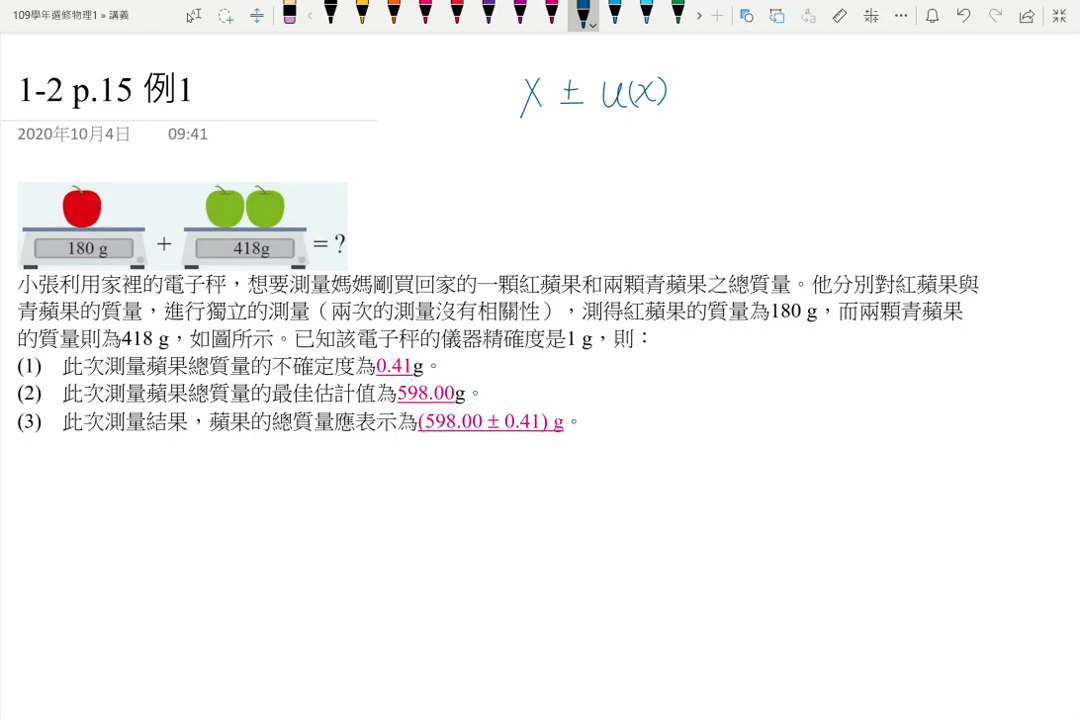 109學年選修物理1 » 講義
1-2 p.15 例1
X ± u(x)
2020年10月4日 09:41
180 g + 418g = ?
小張利用家裡的電子秤，想要測量媽媽剛買回家的一顆紅蘋果和兩顆青蘋果之總質量。他分別對紅蘋果與
青蘋果的質量，進行獨立的測量（兩次的測量沒有相關性），測得紅蘋果的質量為180 g，而兩顆青蘋果
的質量則為418 g，如圖所示。已知該電子秤的儀器精確度是1 g，則：
(1) 此次測量蘋果總質量的不確定度為0.41g。
(2) 此次測量蘋果總質量的最佳估計值為598.00g。
(3) 此次測量結果，蘋果的總質量應表示為(598.00 ± 0.41) g。